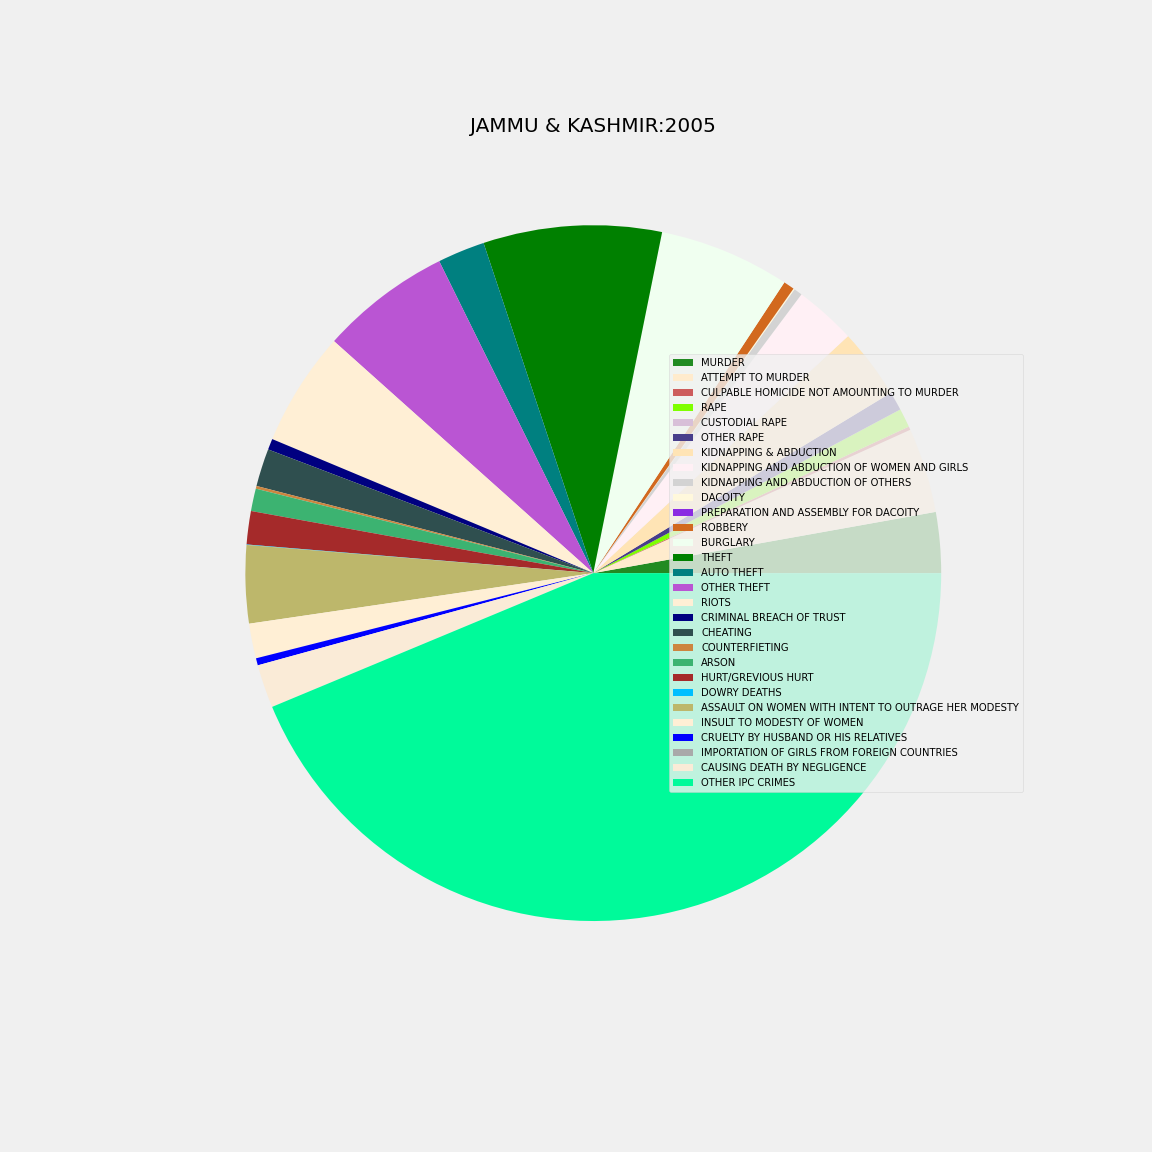 JAMMU & KASHMIR:2005
MURDER
ATTEMPT TO MURDER
CULPABLE HOMICIDE NOT AMOUNTING TO MURDER
RAPE
CUSTODIAL RAPE
OTHER RAPE
KIDNAPPING & ABDUCTION
KIDNAPPING AND ABDUCTION OF WOMEN AND GIRLS
KIDNAPPING AND ABDUCTION OF OTHERS
DACOITY
PREPARATION AND ASSEMBLY FOR DACOITY
ROBBERY
BURGLARY
THEFT
AUTO THEFT
OTHER THEFT
RIOTS
CRIMINAL BREACH OF TRUST
CHEATING
COUNTERFIETING
ARSON
HURT/GREVIOUS HURT
DOWRY DEATHS
ASSAULT ON WOMEN WITH INTENT TO OUTRAGE HER MODESTY
INSULT TO MODESTY OF WOMEN
CRUELTY BY HUSBAND OR HIS RELATIVES
IMPORTATION OF GIRLS FROM FOREIGN COUNTRIES
CAUSING DEATH BY NEGLIGENCE
OTHER IPC CRIMES